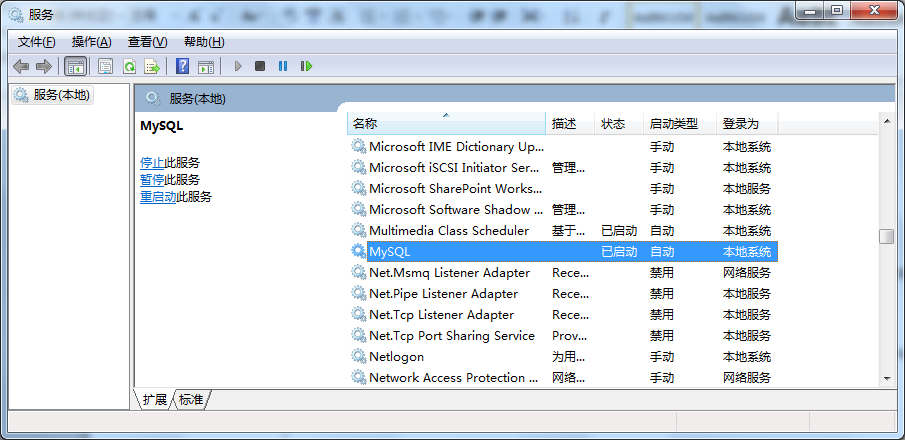 服务
文件(F) 操作(A) 查看(V) 帮助(H)
服务(本地)
服务(本地)
MySQL
停止此服务
暂停此服务
重启动此服务
名称 描述 状态 启动类型 登录为
Microsoft IME Dictionary Up... 手动 本地系统
Microsoft iSCSI Initiator Ser... 管理... 手动 本地系统
Microsoft SharePoint Works... 手动 本地服务
Microsoft Software Shadow ... 管理... 手动 本地系统
Multimedia Class Scheduler 基于... 已启动 自动 本地系统
MySQL 已启动 自动 本地系统
Net.Msmq Listener Adapter Rece... 禁用 网络服务
Net.Pipe Listener Adapter Rece... 禁用 本地服务
Net.Tcp Listener Adapter Rece... 禁用 本地服务
Net.Tcp Port Sharing Service Prov... 禁用 本地服务
Netlogon 为用... 手动 本地系统
Network Access Protection ... 网络... 手动 网络服务
扩展 标准